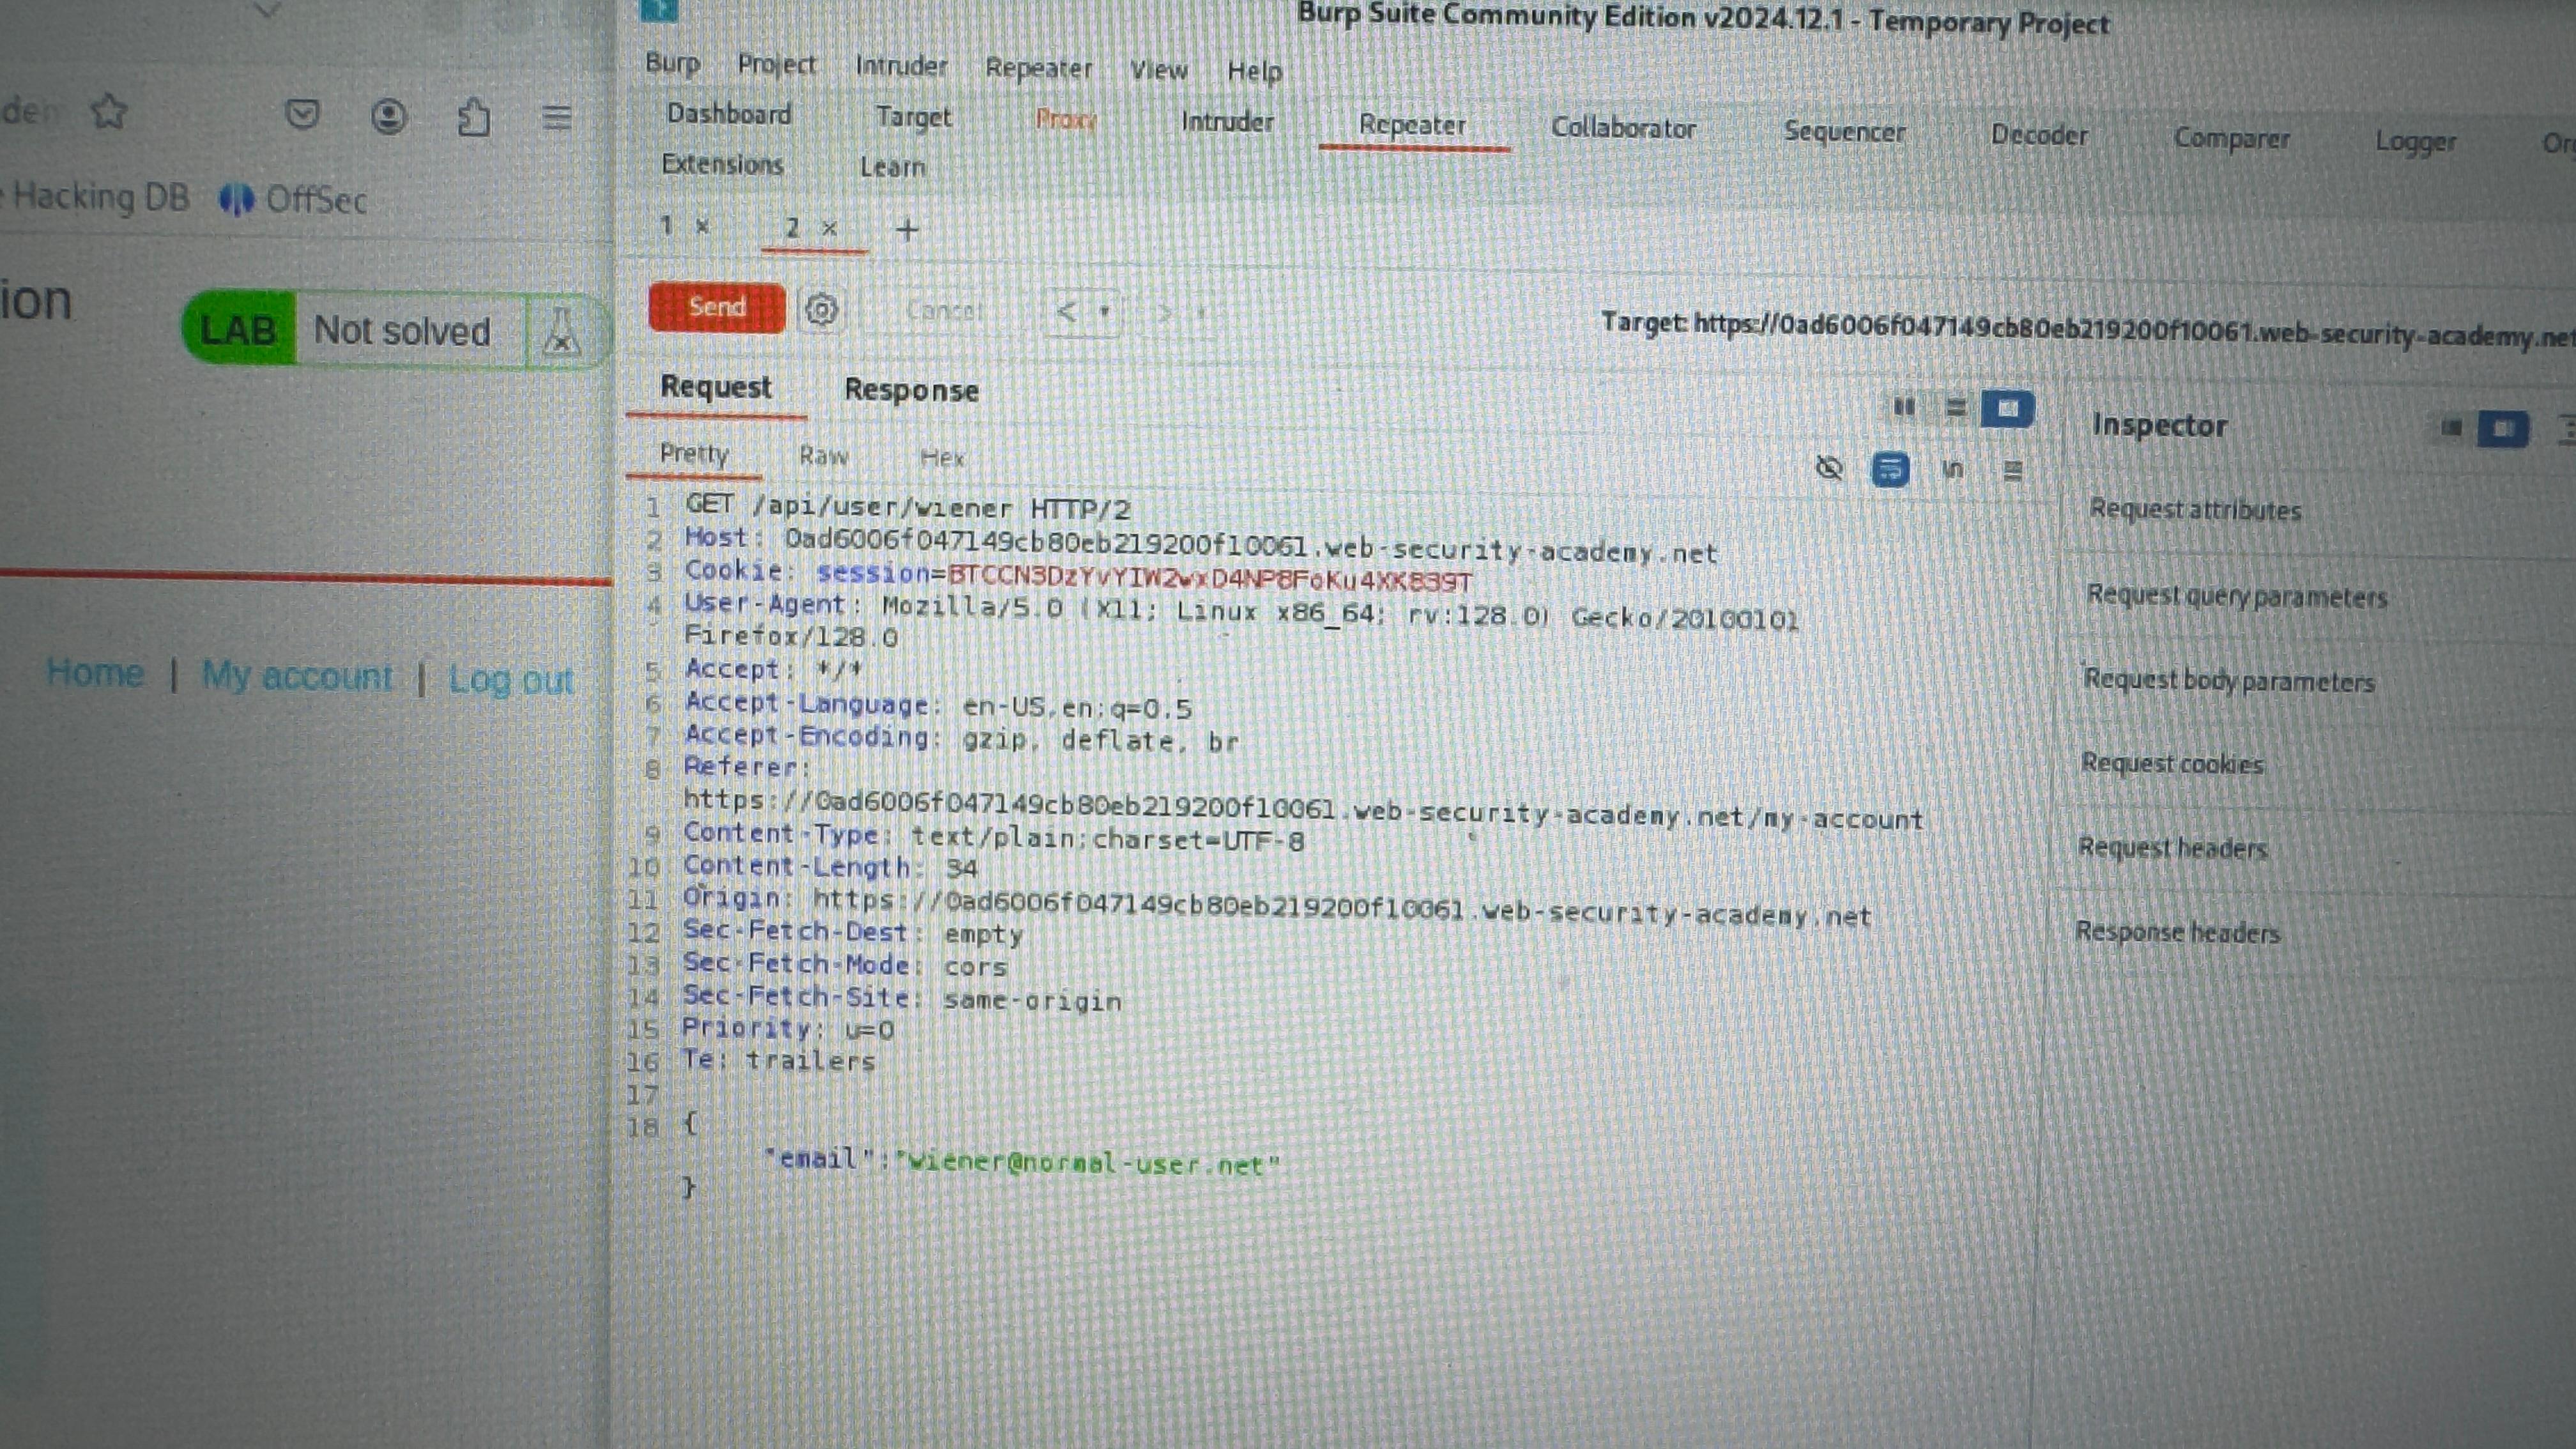 Burp Suite Community Edition v2024.12.1 - Temporary Project
Burp Project Intruder Repeater View Help
Dashboard Target Proxy Intruder Repeater Collaborator Sequencer Decoder Comparer Logger
Extensions Learn
Hacking DB OffSec
1 × 2 × +
ion
LAB Not solved
Send Cancel < >
Target: https://0ad6006f047149cb80eb219200f10061.web-security-academy.net
Request Response
Inspector
Pretty Raw Hex
\n
1 GET /api/user/wiener HTTP/2
2 Host: 0ad6006f047149cb80eb219200f10061.web-security-academy.net
3 Cookie: session=
4 User-Agent: Mozilla/5.0 (X11; Linux x86_64; rv:128.0) Gecko/20100101
Firefox/128.0
5 Accept: */*
6 Accept-Language: en-US,en;q=0.5
7 Accept-Encoding: gzip, deflate, br
8 Referer:
https://0ad6006f047149cb80eb219200f10061.web-security-academy.net/my-account
9 Content-Type: text/plain;charset=UTF-8
10 Content-Length: 34
11 Origin: https://0ad6006f047149cb80eb219200f10061.web-security-academy.net
12 Sec-Fetch-Dest: empty
13 Sec-Fetch-Mode: cors
14 Sec-Fetch-Site: same-origin
15 Priority: u=0
16 Te: trailers
17
18 {
"email":"wiener@normal-user.net"
}
Request attributes
Request query parameters
Request body parameters
Request cookies
Request headers
Response headers
Home | My account | Log out